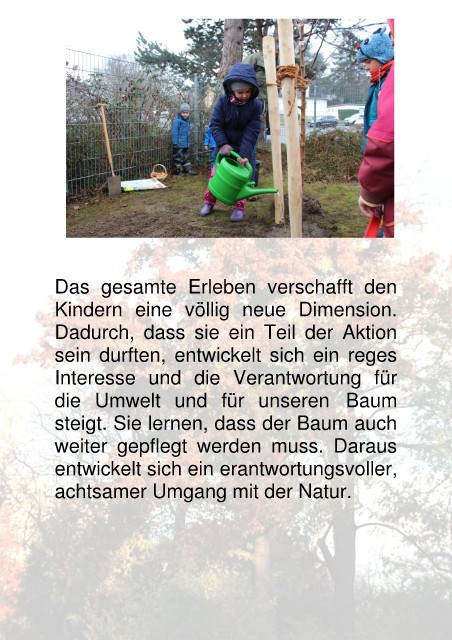 Das gesamte Erleben verschafft den
Kindern eine völlig neue Dimension.
Dadurch, dass sie ein Teil der Aktion
sein durften, entwickelt sich ein reges
Interesse und die Verantwortung für
die Umwelt und für unseren Baum
steigt. Sie lernen, dass der Baum auch
weiter gepflegt werden muss. Daraus
entwickelt sich ein erantwortungsvoller,
achtsamer Umgang mit der Natur.